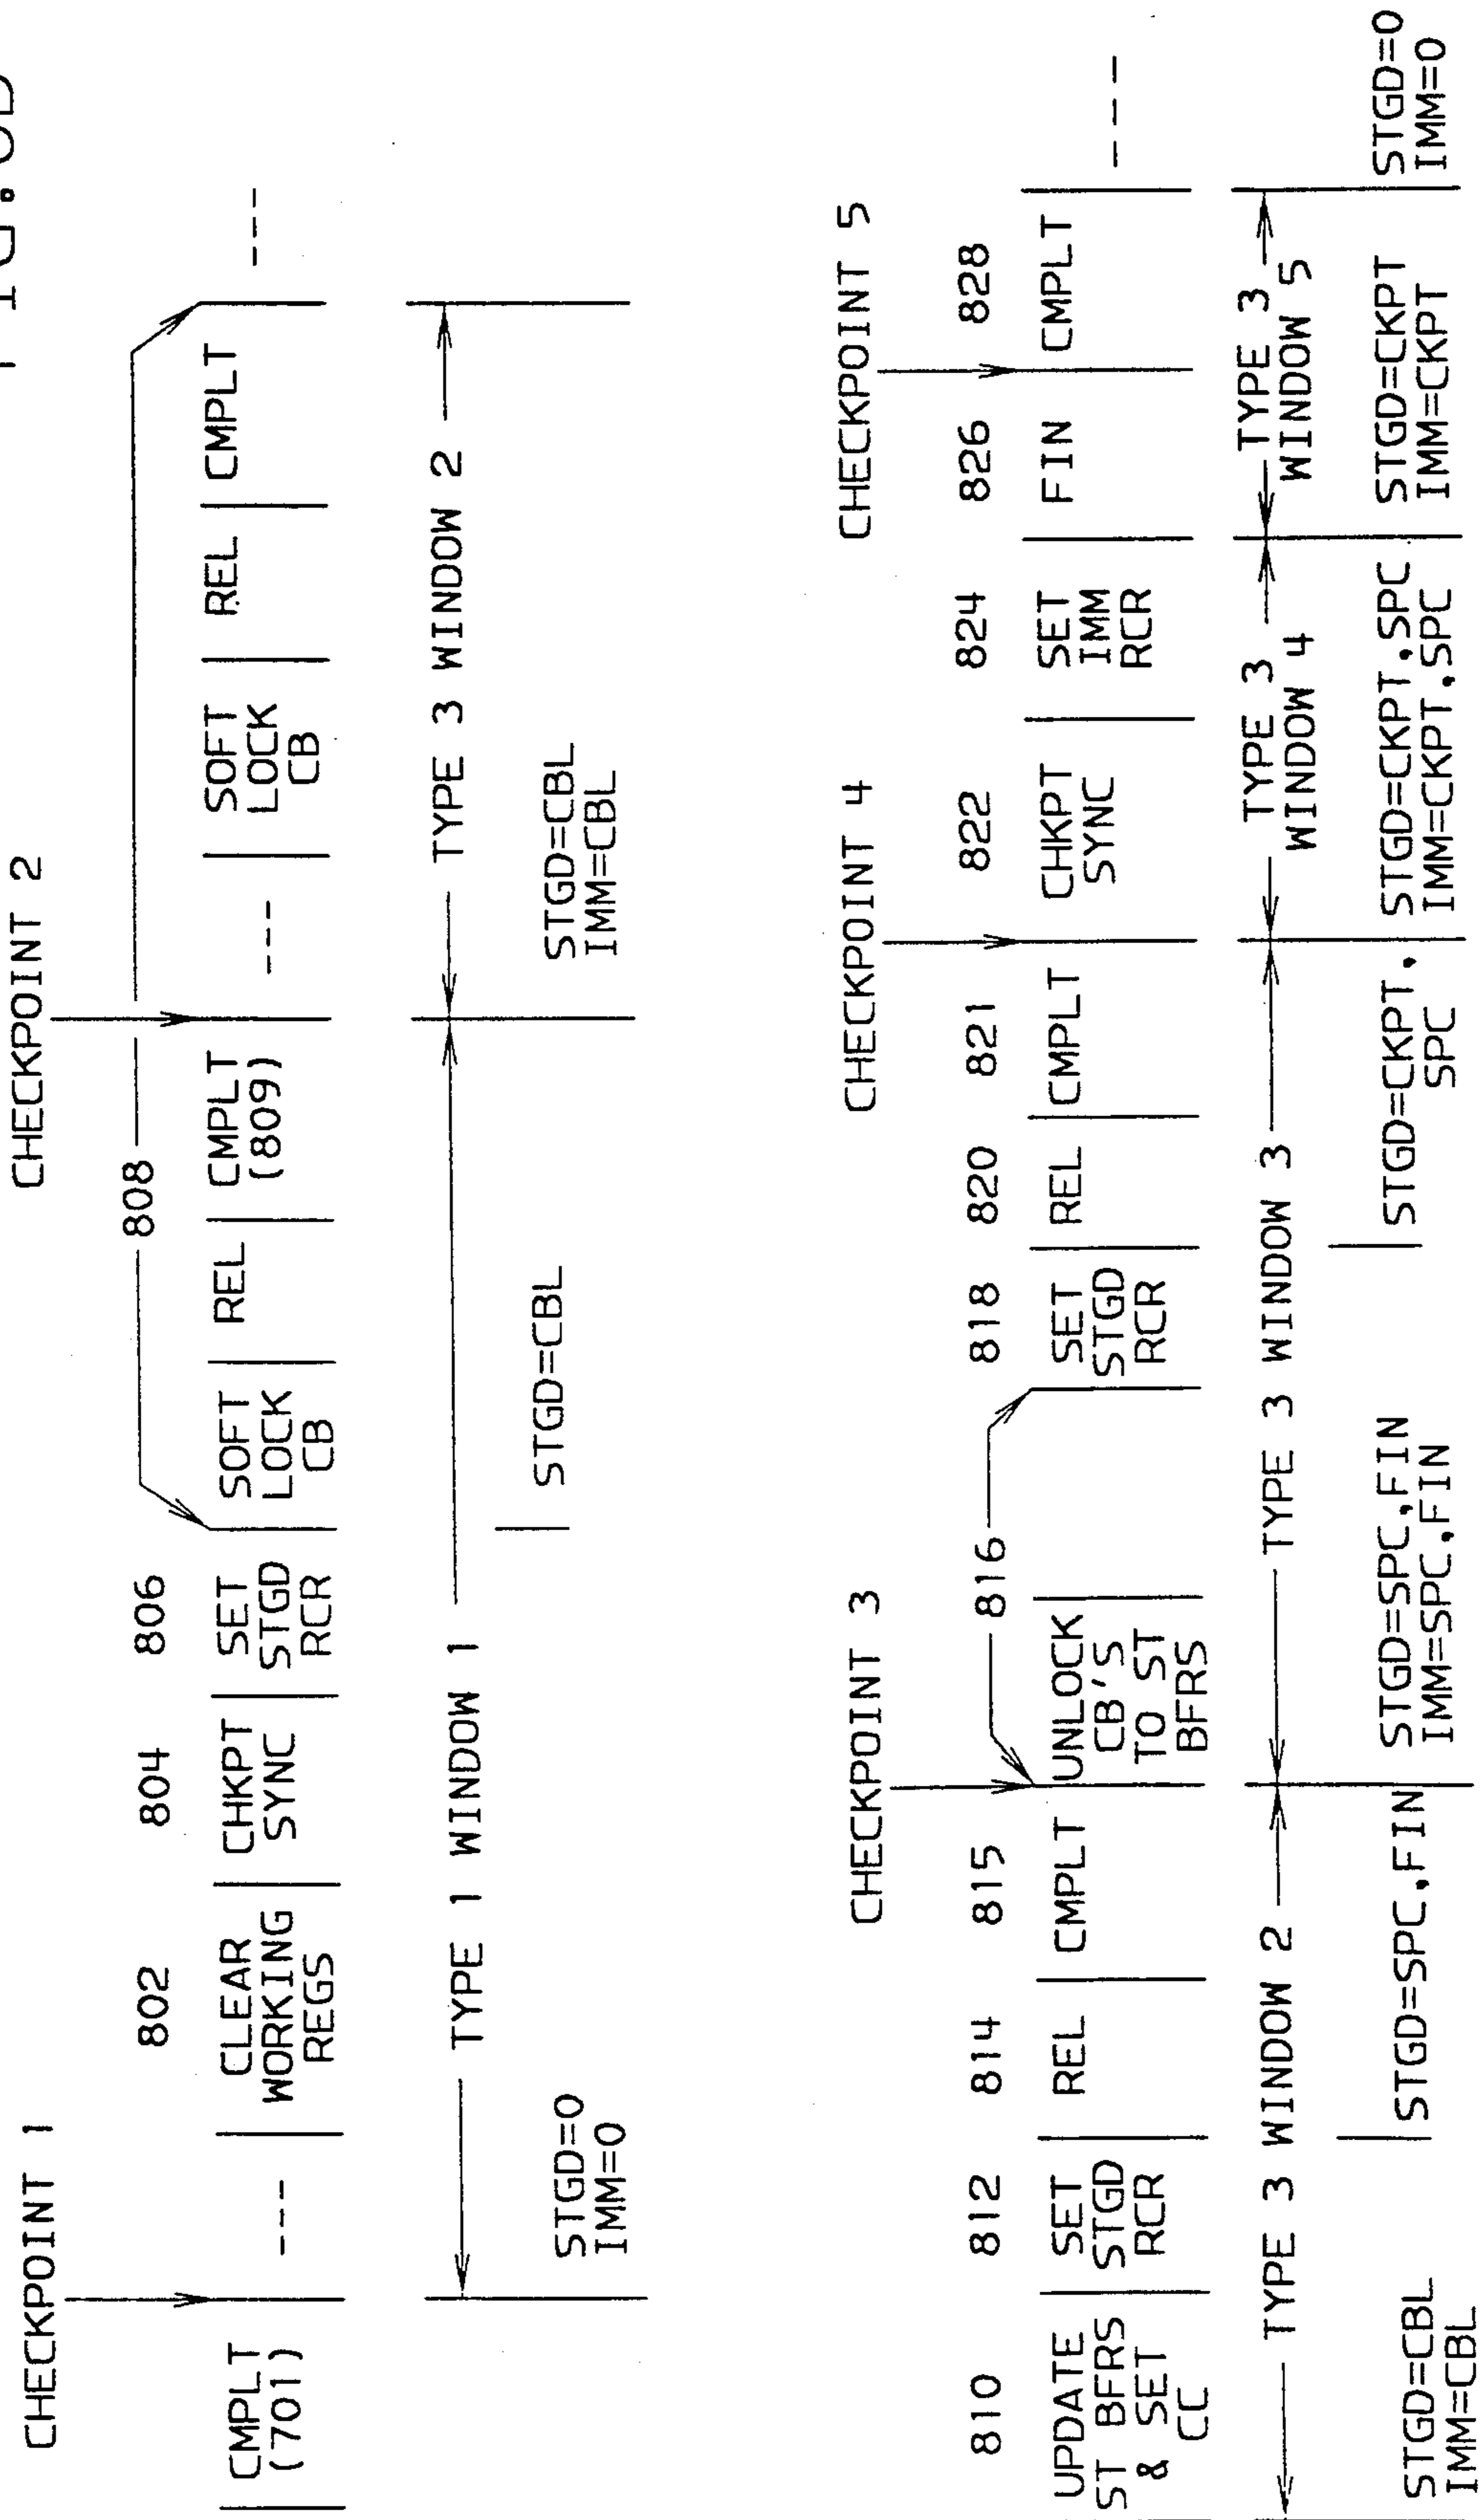 CHECKPOINT 1
CHECKPOINT 2
802
804
806
808
CMPLT
(701)
---
CLEAR
WORKING
REGS
CHKPT
SYNC
SET
STGD
RCR
SOFT
LOCK
CB
REL
CMPLT
(809)
---
SOFT
LOCK
CB
REL
CMPLT
---
TYPE 1 WINDOW 1
TYPE 3 WINDOW 2
STGD=0
IMM=0
STGD=CBL
STGD=CBL
IMM=CBL
CHECKPOINT 3
CHECKPOINT 4
CHECKPOINT 5
810
812
814
815
816
818
820
821
822
824
826
828
UPDATE
ST BFRS
& SET
CC
SET
STGD
RCR
REL
CMPLT
UNLOCK
CB'S
TO ST
BFRS
SET
STGD
RCR
REL
CMPLT
CHKPT
SYNC
SET
IMM
RCR
FIN
CMPLT
---
TYPE 3 WINDOW 2
TYPE 3 WINDOW 3
TYPE 3
WINDOW 4
TYPE 3
WINDOW 5
STGD=CBL
IMM=CBL
STGD=SPC,FIN
STGD=SPC,FIN
IMM=SPC,FIN
STGD=CKPT,
SPC
STGD=CKPT,SPC
IMM=CKPT,SPC
STGD=CKPT
IMM=CKPT
STGD=0
IMM=0